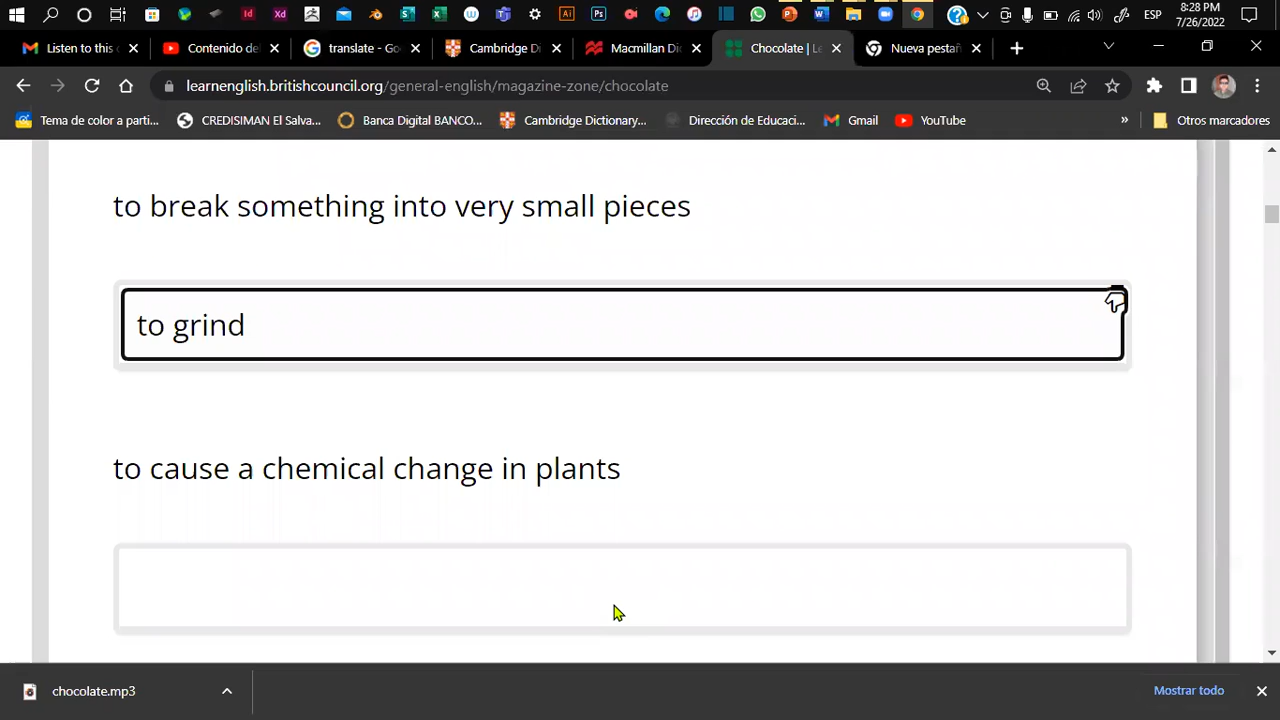 8:28 PM
ESP
7/26/2022
Listen to this
Contenido de
translate - Goo
Cambridge Di
Macmillan Dic
Chocolate | Le
Nueva pestañ
learnenglish.britishcouncil.org/general-english/magazine-zone/chocolate
Tema de color a parti...
CREDISIMAN El Salva...
Banca Digital BANCO...
Cambridge Dictionary...
Dirección de Educaci...
Gmail
YouTube
»
Otros marcadores
to break something into very small pieces
to grind
to cause a chemical change in plants
chocolate.mp3
Mostrar todo